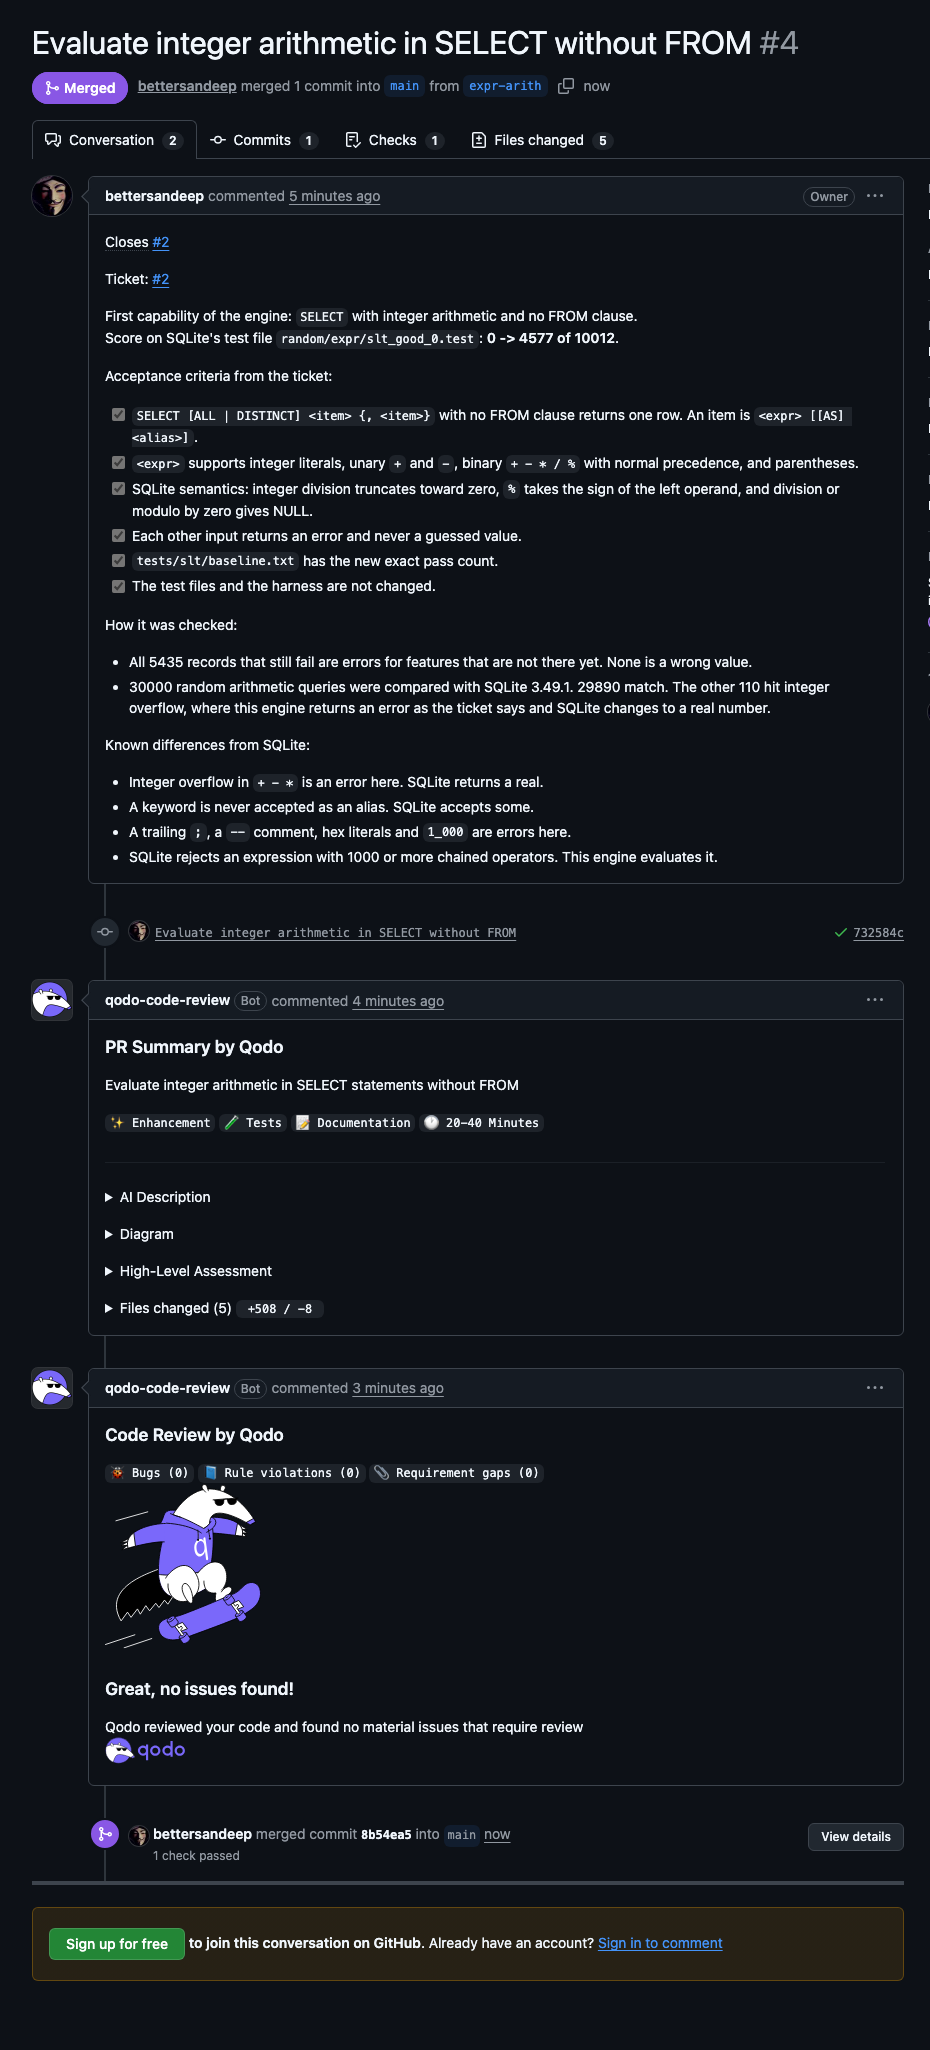 Evaluate integer arithmetic in SELECT without FROM #4
Merged bettersandeep merged 1 commit into main from expr-arith now
Conversation 2 Commits 1 Checks 1 Files changed 5
bettersandeep commented 5 minutes ago Owner
Closes #2
Ticket: #2
First capability of the engine: SELECT with integer arithmetic and no FROM clause.
Score on SQLite's test file random/expr/slt_good_0.test: 0 -> 4577 of 10012.
Acceptance criteria from the ticket:
SELECT [ALL | DISTINCT] <item> {, <item>} with no FROM clause returns one row. An item is <expr> [[AS]
<alias>].
<expr> supports integer literals, unary + and -, binary + - * / % with normal precedence, and parentheses.
SQLite semantics: integer division truncates toward zero, % takes the sign of the left operand, and division or
modulo by zero gives NULL.
Each other input returns an error and never a guessed value.
tests/slt/baseline.txt has the new exact pass count.
The test files and the harness are not changed.
How it was checked:
• All 5435 records that still fail are errors for features that are not there yet. None is a wrong value.
• 30000 random arithmetic queries were compared with SQLite 3.49.1. 29890 match. The other 110 hit integer
overflow, where this engine returns an error as the ticket says and SQLite changes to a real number.
Known differences from SQLite:
• Integer overflow in + - * is an error here. SQLite returns a real.
• A keyword is never accepted as an alias. SQLite accepts some.
• A trailing ;, a -- comment, hex literals and 1_000 are errors here.
• SQLite rejects an expression with 1000 or more chained operators. This engine evaluates it.
Evaluate integer arithmetic in SELECT without FROM 732584c
qodo-code-review Bot commented 4 minutes ago
PR Summary by Qodo
Evaluate integer arithmetic in SELECT statements without FROM
✨ Enhancement 🧪 Tests 📝 Documentation 🕐 20-40 Minutes
AI Description
Diagram
High-Level Assessment
Files changed (5) +508 / -8
qodo-code-review Bot commented 3 minutes ago
Code Review by Qodo
🐞 Bugs (0) 📘 Rule violations (0) 📎 Requirement gaps (0)
q
Great, no issues found!
Qodo reviewed your code and found no material issues that require review
qodo
bettersandeep merged commit 8b54ea5 into main now View details
1 check passed
Sign up for free to join this conversation on GitHub. Already have an account? Sign in to comment